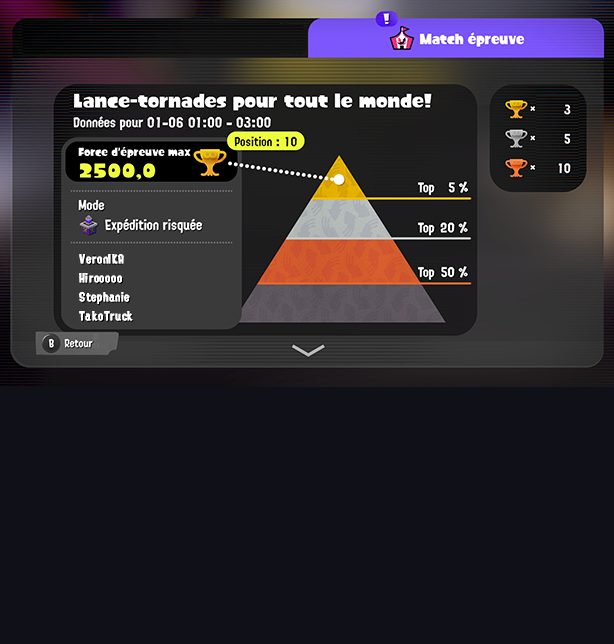 !
Match épreuve
Lance-tornades pour tout le monde!
Données pour 01-06 01:00 - 03:00
Position : 10
Force d'épreuve max
2500,0
Mode
Expédition risquée
VeronIKA
Hirooooo
Stephanie
TakoTruck
Top 5 %
Top 20 %
Top 50 %
× 3
× 5
× 10
B Retour